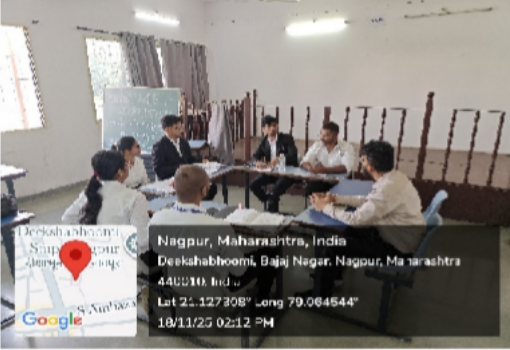 Deekshabhoomi
Google
Nagpur, Maharashtra, India
Deekshabhoomi, Bajaj Nagar, Nagpur, Maharashtra
440010, India
Lat 21.127308° Long 79.064544°
18/11/25 02:12 PM